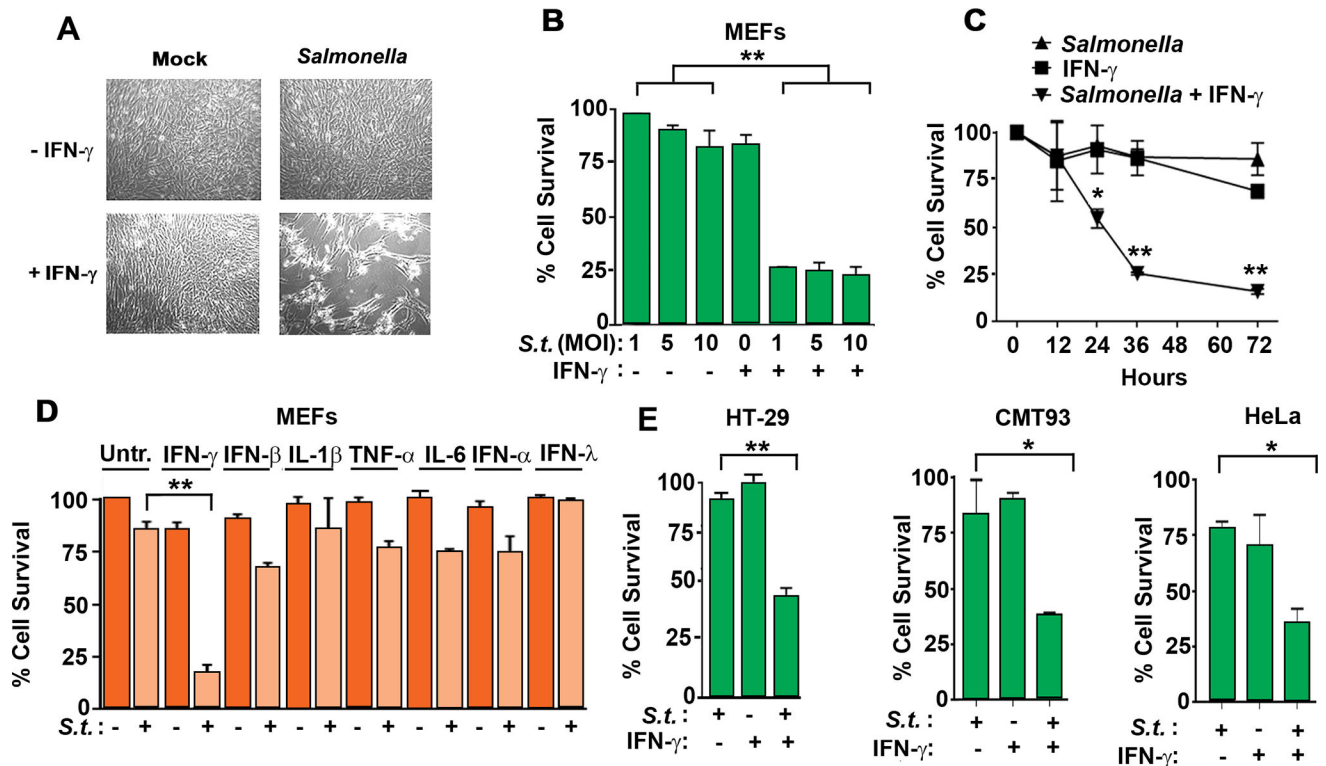 A
Mock Salmonella
- IFN-γ
+ IFN-γ
B
MEFs
**
% Cell Survival
100
75
50
25
0
S.t. (MOI): 1 5 10 0 1 5 10
IFN-γ : - - - + + + +
C
Salmonella
IFN-γ
Salmonella + IFN-γ
% Cell Survival
100
75
50
25
0
*
**
**
0 12 24 36 48 60 72
Hours
D
MEFs
Untr. IFN-γ IFN-β IL-1β TNF-α IL-6 IFN-α IFN-λ
**
% Cell Survival
100
75
50
25
0
S.t. : - + - + - + - + - + - + - + - +
E
HT-29
**
% Cell Survival
100
75
50
25
0
S.t. : + - +
IFN-γ: - + +
CMT93
*
% Cell Survival
100
75
50
25
0
S.t. : + - +
IFN-γ: - + +
HeLa
*
% Cell Survival
100
75
50
25
0
S.t. : + - +
IFN-γ: - + +